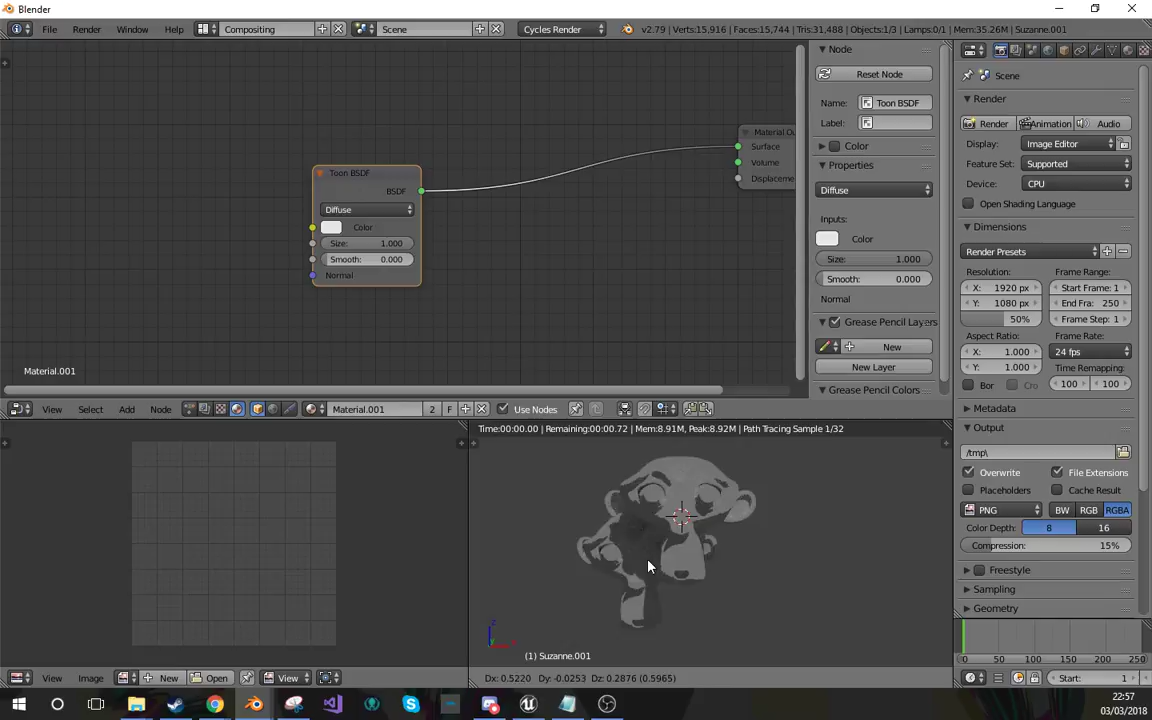 Blender
File Render Window Help Compositing Scene Cycles Render v2.79 | Verts:15,916 | Faces:15,744 | Tris:31,488 | Objects:1/3 | Lamps:0/1 | Mem:35.26M | Suzanne.001
Toon BSDF
BSDF
Diffuse
Color
Size: 1.000
Smooth: 0.000
Normal
Material Ou
Surface
Volume
Displaceme
Material.001
Node
Reset Node
Name: Toon BSDF
Label:
Color
Properties
Diffuse
Inputs:
Color
Size: 1.000
Smooth: 0.000
Normal
Grease Pencil Layers
New
New Layer
Grease Pencil Colors
Scene
Render
Render Animation Audio
Display: Image Editor
Feature Set: Supported
Device: CPU
Open Shading Language
Dimensions
Render Presets
Resolution: Frame Range:
X: 1920 px Start Frame: 1
Y: 1080 px End Fra: 250
50% Frame Step: 1
Aspect Ratio: Frame Rate:
X: 1.000 24 fps
Y: 1.000 Time Remapping:
Bor Cro 100 100
Metadata
Output
/tmp\
Overwrite File Extensions
Placeholders Cache Result
PNG BW RGB RGBA
Color Depth: 8 16
Compression: 15%
Freestyle
Sampling
Geometry
View Select Add Node Material.001 2 F Use Nodes
Time:00:00.00 | Remaining:00:00.72 | Mem:8.91M, Peak:8.92M | Path Tracing Sample 1/32
(1) Suzanne.001
View Image New Open View
Dx: 0.5220 Dy: -0.0253 Dz: 0.2876 (0.5965)
0 50 100 150 200 250
Start: 1
22:57
03/03/2018